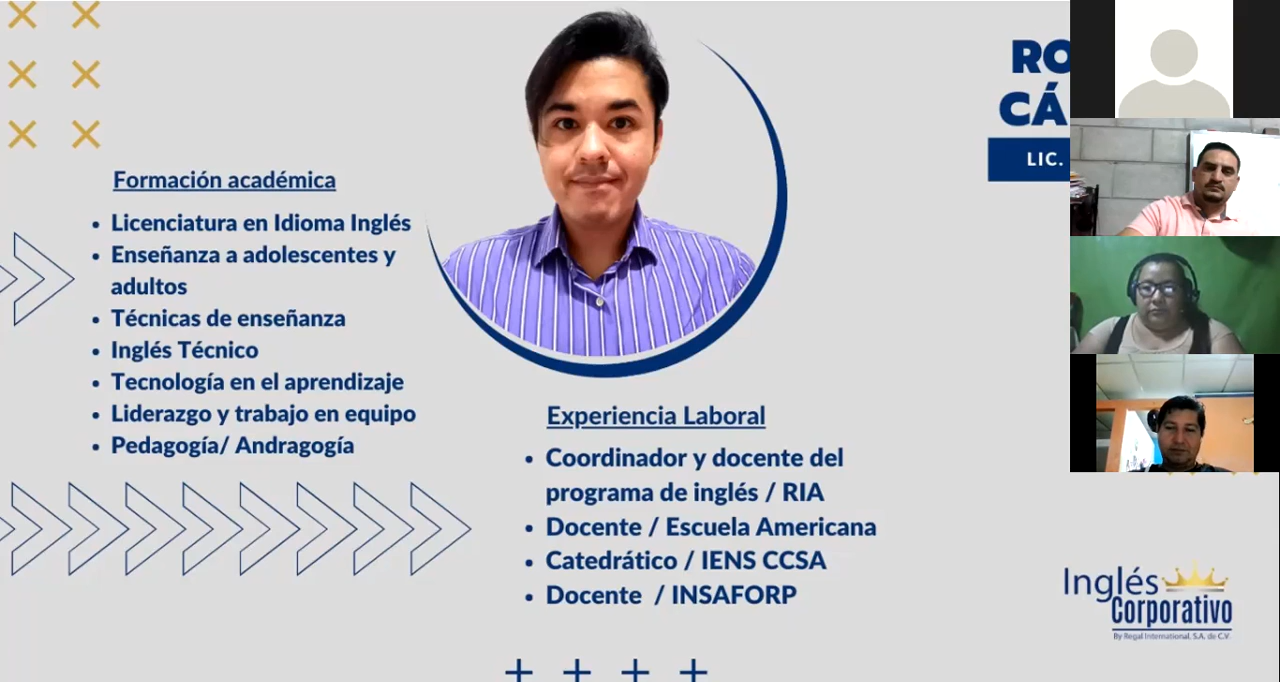 Formación académica
Licenciatura en Idioma Inglés
Enseñanza a adolescentes y
adultos
Técnicas de enseñanza
Inglés Técnico
Tecnología en el aprendizaje
Liderazgo y trabajo en equipo
Pedagogía/ Andragogía
RO
CÁ
LIC.
Experiencia Laboral
Coordinador y docente del
programa de inglés / RIA
Docente / Escuela Americana
Catedrático / IENS CCSA
Docente / INSAFORP
Inglés
Corporativo
By Regal International, S.A. de C.V.